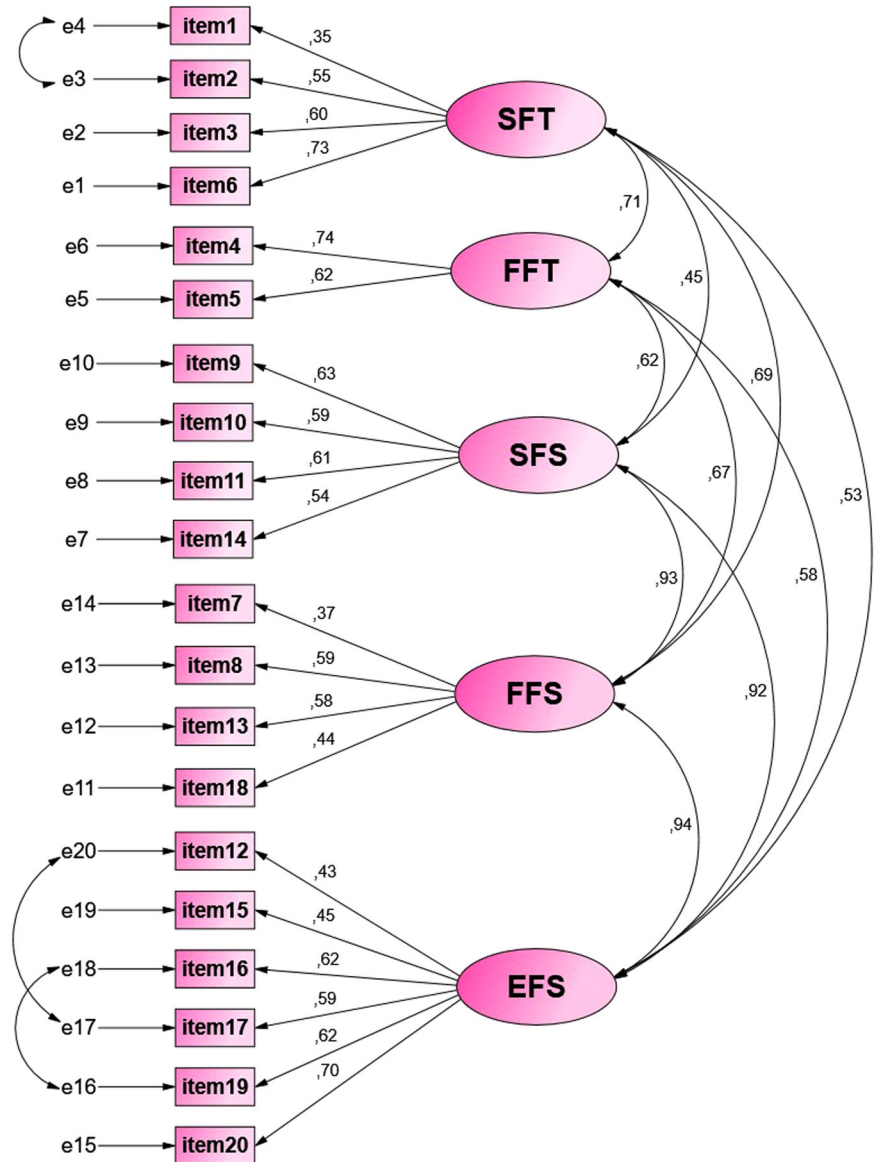 e4 item1 ,35
e3 item2 ,55
e2 item3 ,60
e1 item6 ,73
SFT
,71
e6 item4 ,74
e5 item5 ,62
FFT
,45
,62
,69
e10 item9 ,63
e9 item10 ,59
e8 item11 ,61
e7 item14 ,54
SFS
,67
,53
,93
,58
e14 item7 ,37
e13 item8 ,59
e12 item13 ,58
e11 item18 ,44
FFS
,92
,94
e20 item12 ,43
e19 item15 ,45
e18 item16 ,62
e17 item17 ,59
e16 item19 ,62
e15 item20 ,70
EFS